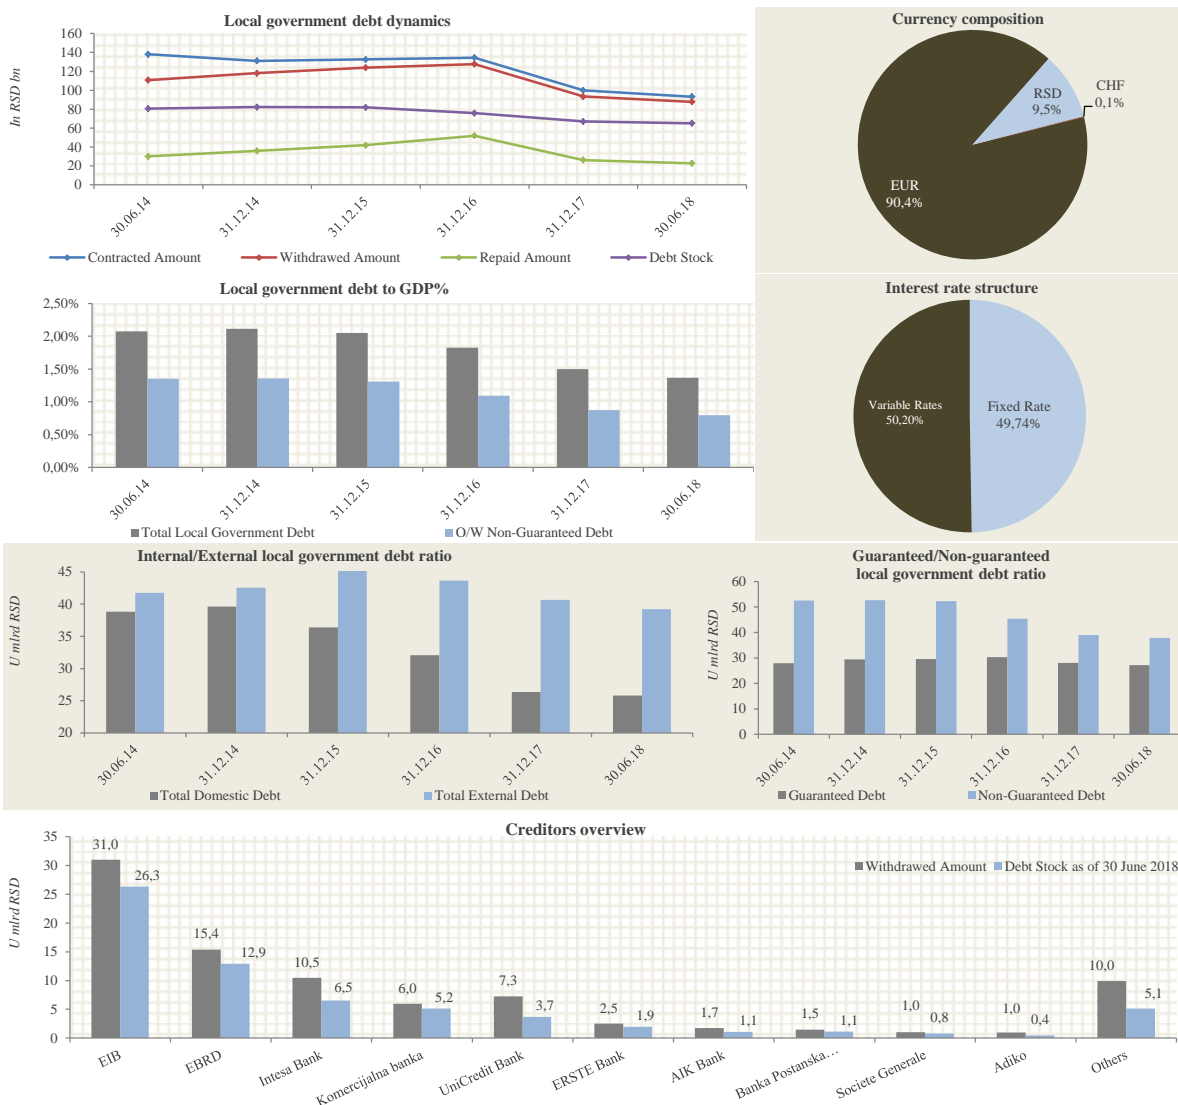 Local government debt dynamics
In RSD bn
160
140
120
100
80
60
40
20
0
30.06.14
31.12.14
31.12.15
31.12.16
31.12.17
30.06.18
Contracted Amount
Withdrawed Amount
Repaid Amount
Debt Stock
Currency composition
RSD
9,5%
CHF
0,1%
EUR
90,4%
Local government debt to GDP%
2,50%
2,00%
1,50%
1,00%
0,50%
0,00%
30.06.14
31.12.14
31.12.15
31.12.16
31.12.17
30.06.18
Total Local Government Debt
O/W Non-Guaranteed Debt
Interest rate structure
Variable Rates
50,20%
Fixed Rate
49,74%
Internal/External local government debt ratio
U mlrd RSD
45
40
35
30
25
20
30.06.14
31.12.14
31.12.15
31.12.16
31.12.17
30.06.18
Total Domestic Debt
Total External Debt
Guaranteed/Non-guaranteed
local government debt ratio
U mlrd RSD
60
50
40
30
20
10
0
30.06.14
31.12.14
31.12.15
31.12.16
31.12.17
30.06.18
Guaranteed Debt
Non-Guaranteed Debt
Creditors overview
U mlrd RSD
35
30
25
20
15
10
5
0
Withdrawed Amount
Debt Stock as of 30 June 2018
31,0
26,3
15,4
12,9
10,5
6,5
6,0
5,2
7,3
3,7
2,5
1,9
1,7
1,1
1,5
1,1
1,0
0,8
1,0
0,4
10,0
5,1
EIB
EBRD
Intesa Bank
Komercijalna banka
UniCredit Bank
ERSTE Bank
AIK Bank
Banka Postanska…
Societe Generale
Adiko
Others